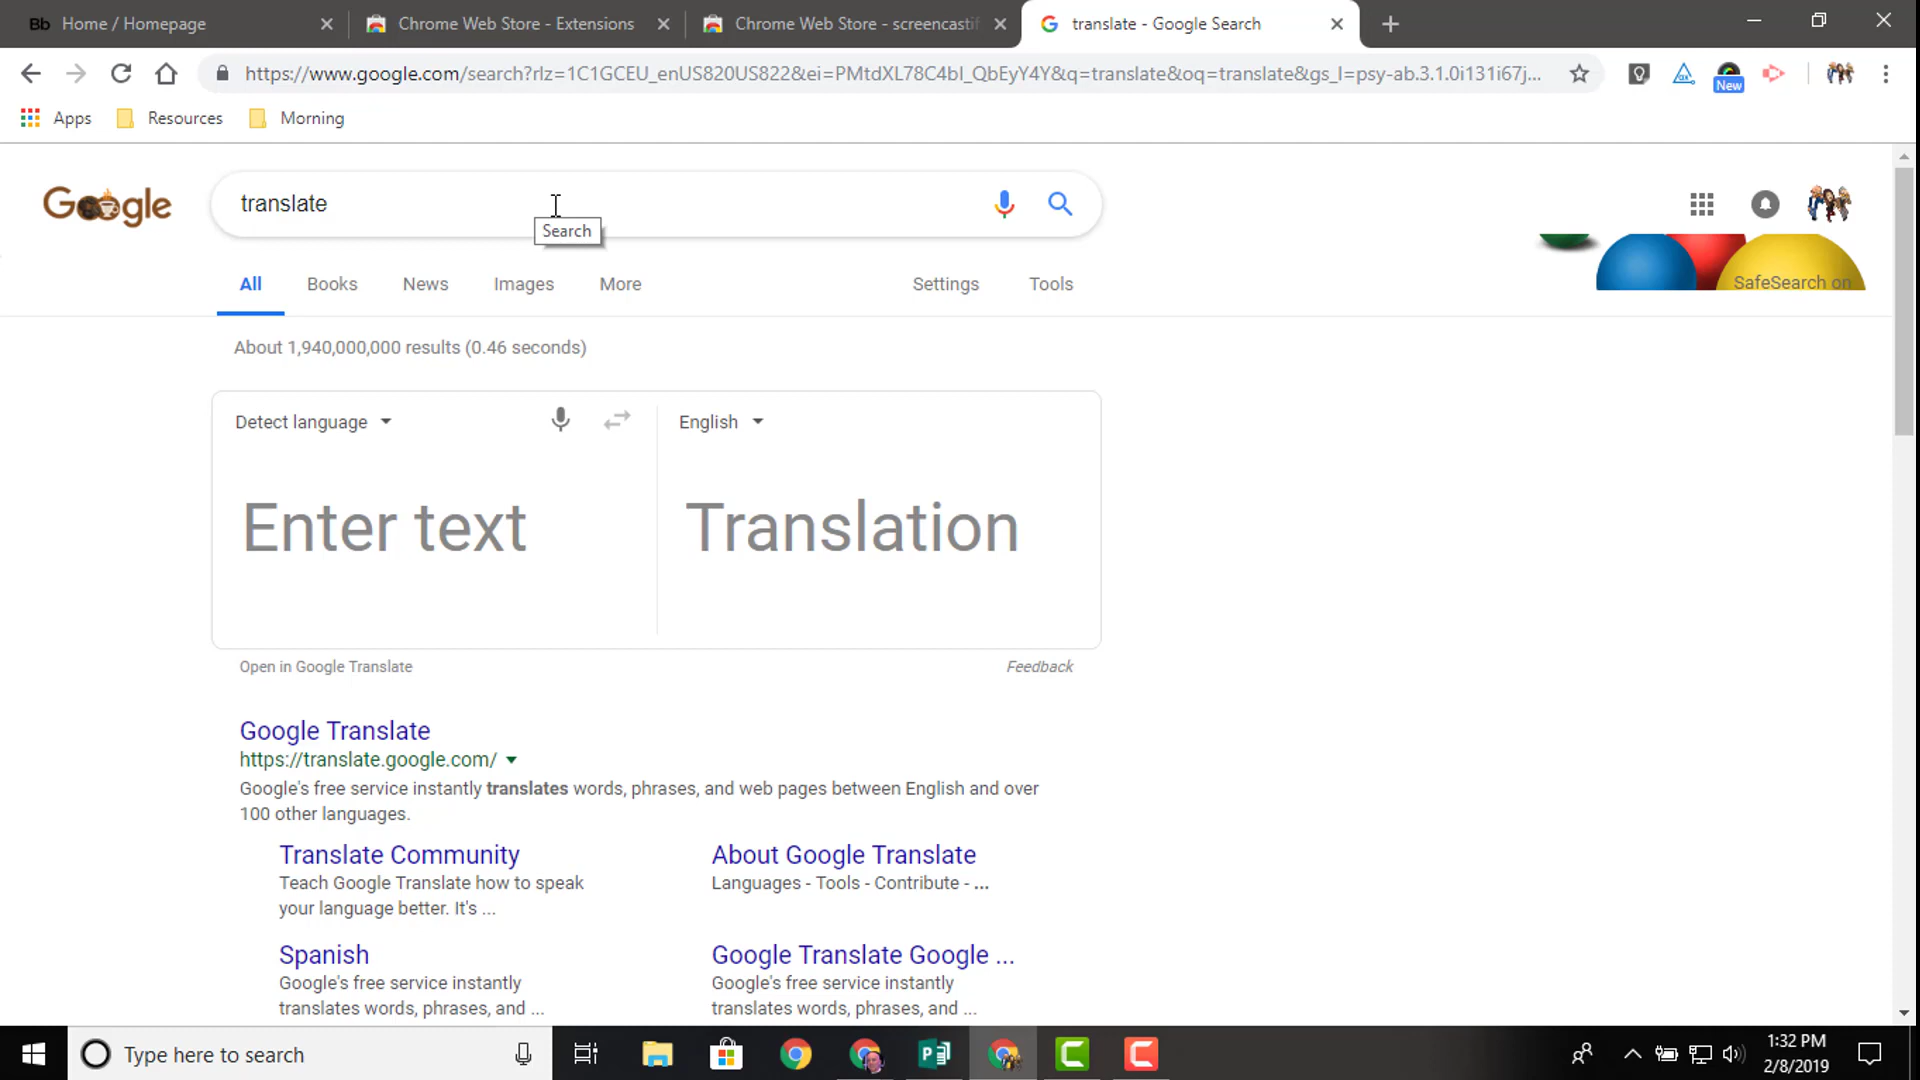 Bb Home / Homepage
Chrome Web Store - Extensions
Chrome Web Store - screencastif
translate - Google Search
https://www.google.com/search?rlz=1C1GCEU_enUS820US822&ei=PMtdXL78C4bI_QbEyY4Y&q=translate&oq=translate&gs_l=psy-ab.3.1.0i131i67j...
New
Apps
Resources
Morning
Google
translate
Search
All
Books
News
Images
More
Settings
Tools
SafeSearch on
About 1,940,000,000 results (0.46 seconds)
Detect language
English
Enter text
Translation
Open in Google Translate
Feedback
Google Translate
https://translate.google.com/
Google's free service instantly translates words, phrases, and web pages between English and over
100 other languages.
Translate Community
Teach Google Translate how to speak
your language better. It's ...
About Google Translate
Languages - Tools - Contribute - ...
Spanish
Google's free service instantly
translates words, phrases, and ...
Google Translate Google ...
Google's free service instantly
translates words, phrases, and ...
Type here to search
1:32 PM
2/8/2019